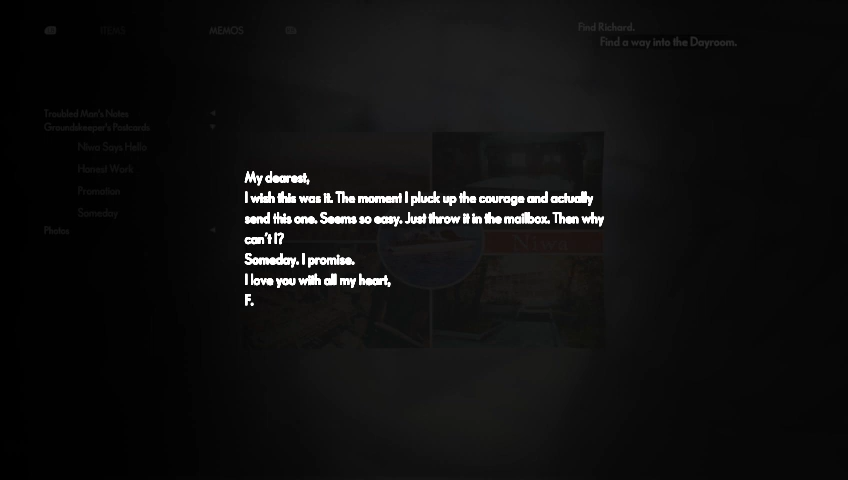 ITEMS
MEMOS
Find Richard.
Find a way into the Dayroom.
Troubled Man's Notes
Groundskeeper's Postcards
Niwa Says Hello
Honest Work
Promotion
Someday
Photos
My dearest,
I wish this was it. The moment I pluck up the courage and actually
send this one. Seems so easy. Just throw it in the mailbox. Then why
can't I?
Someday. I promise.
I love you with all my heart,
F.
Niwa